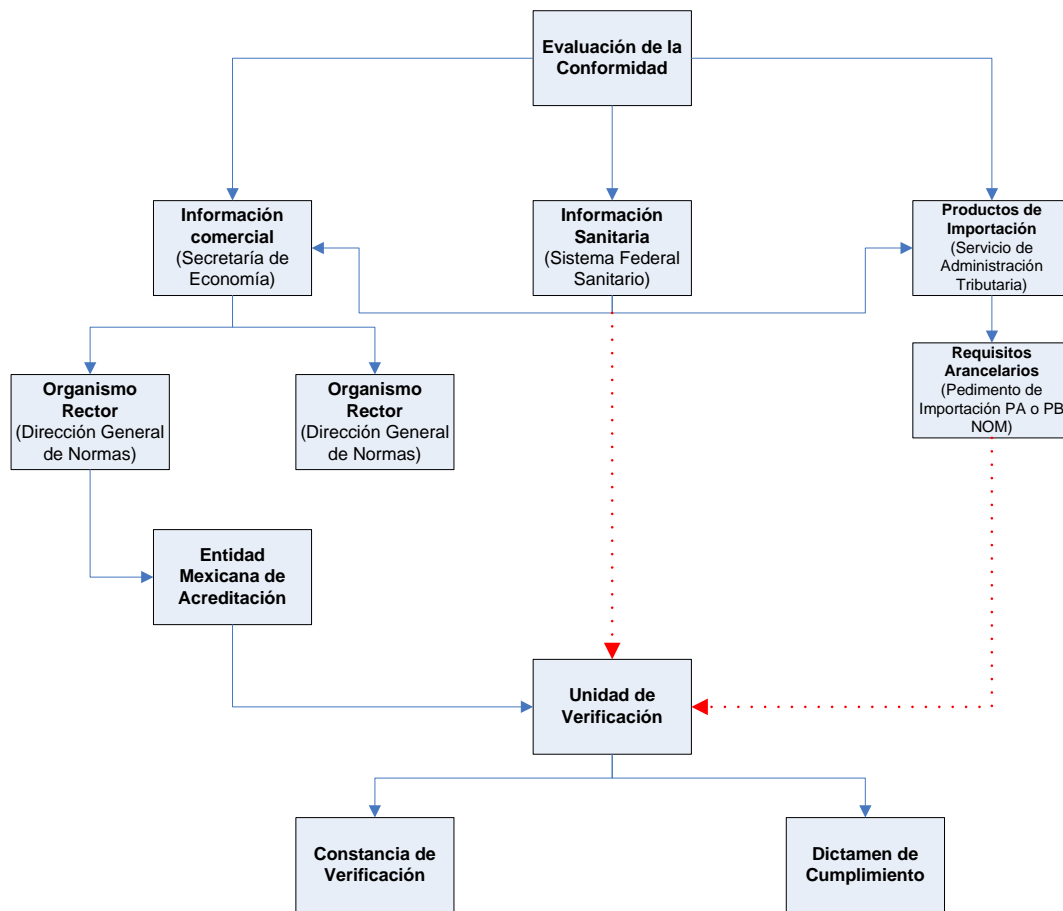 Evaluación de la
Conformidad
Información
comercial
(Secretaría de
Economía)
Información
Sanitaria
(Sistema Federal
Sanitario)
Productos de
Importación
(Servicio de
Administración
Tributaria)
Organismo
Rector
(Dirección General
de Normas)
Organismo
Rector
(Dirección General
de Normas)
Requisitos
Arancelarios
(Pedimento de
Importación PA o PB
NOM)
Entidad
Mexicana de
Acreditación
Unidad de
Verificación
Constancia de
Verificación
Dictamen de
Cumplimiento